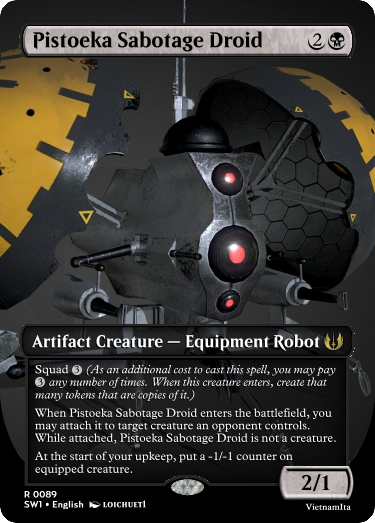 Pistoeka Sabotage Droid 2
Artifact Creature — Equipment Robot
Squad 3 (As an additional cost to cast this spell, you may pay
3 any number of times. When this creature enters, create that
many tokens that are copies of it.)
When Pistoeka Sabotage Droid enters the battlefield, you
may attach it to target creature an opponent controls.
While attached, Pistoeka Sabotage Droid is not a creature.
At the start of your upkeep, put a -1/-1 counter on
equipped creature.
2/1
R 0089
SW1 • English LOICHUETI
VietnamIta